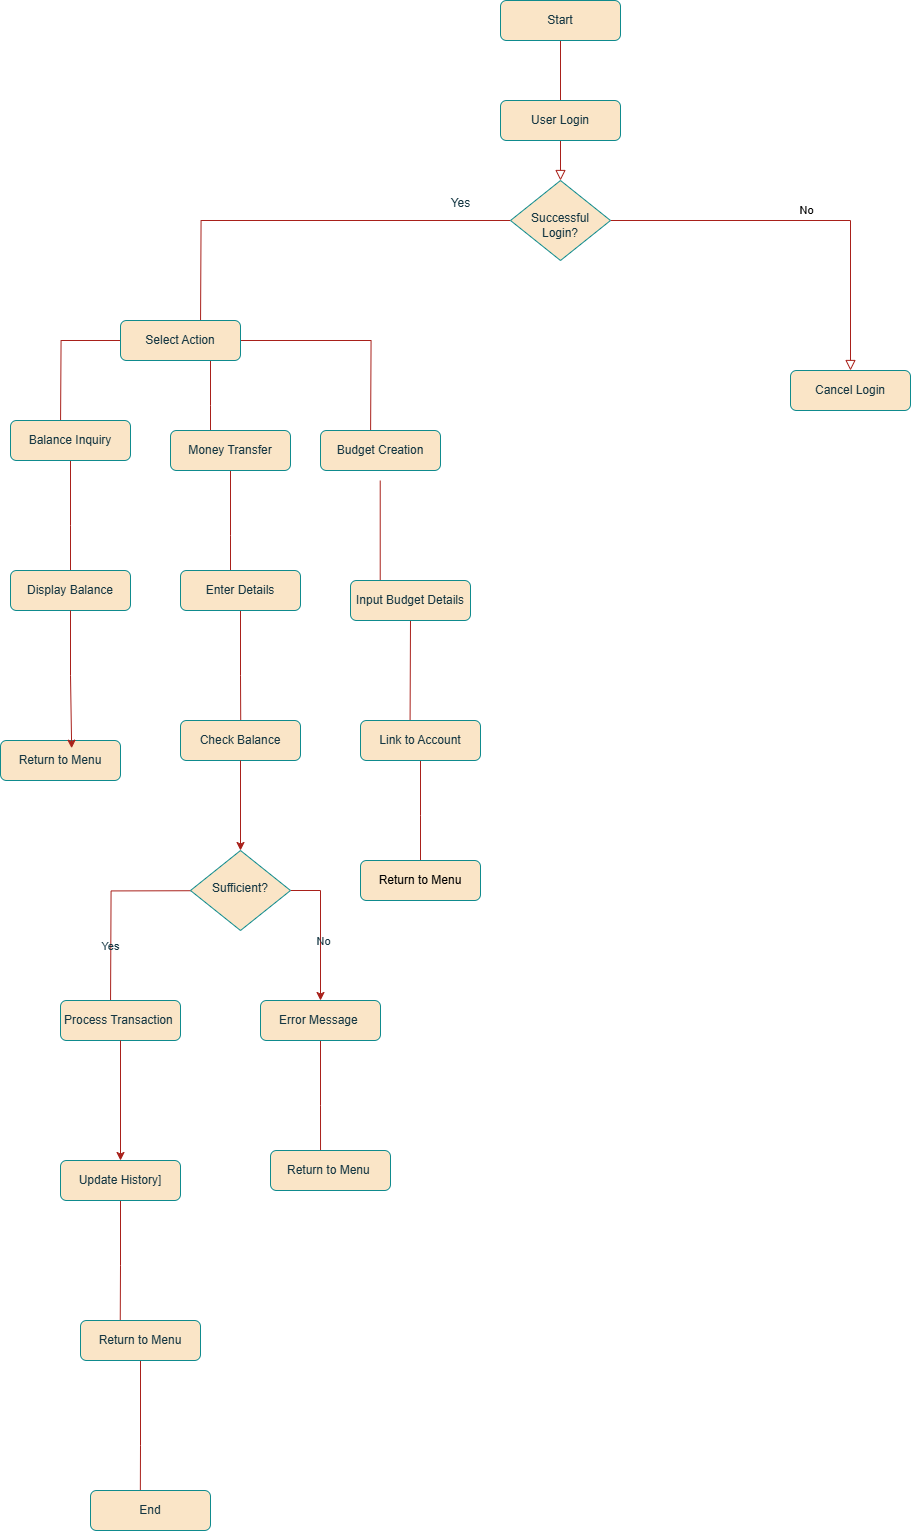 Start
User Login
Successful
Login?
Yes
No
Select Action
Cancel Login
Balance Inquiry
Money Transfer
Budget Creation
Display Balance
Enter Details
Input Budget Details
Return to Menu
Check Balance
Link to Account
Sufficient?
Return to Menu
Yes
No
Process Transaction
Error Message
Update History]
Return to Menu
Return to Menu
End